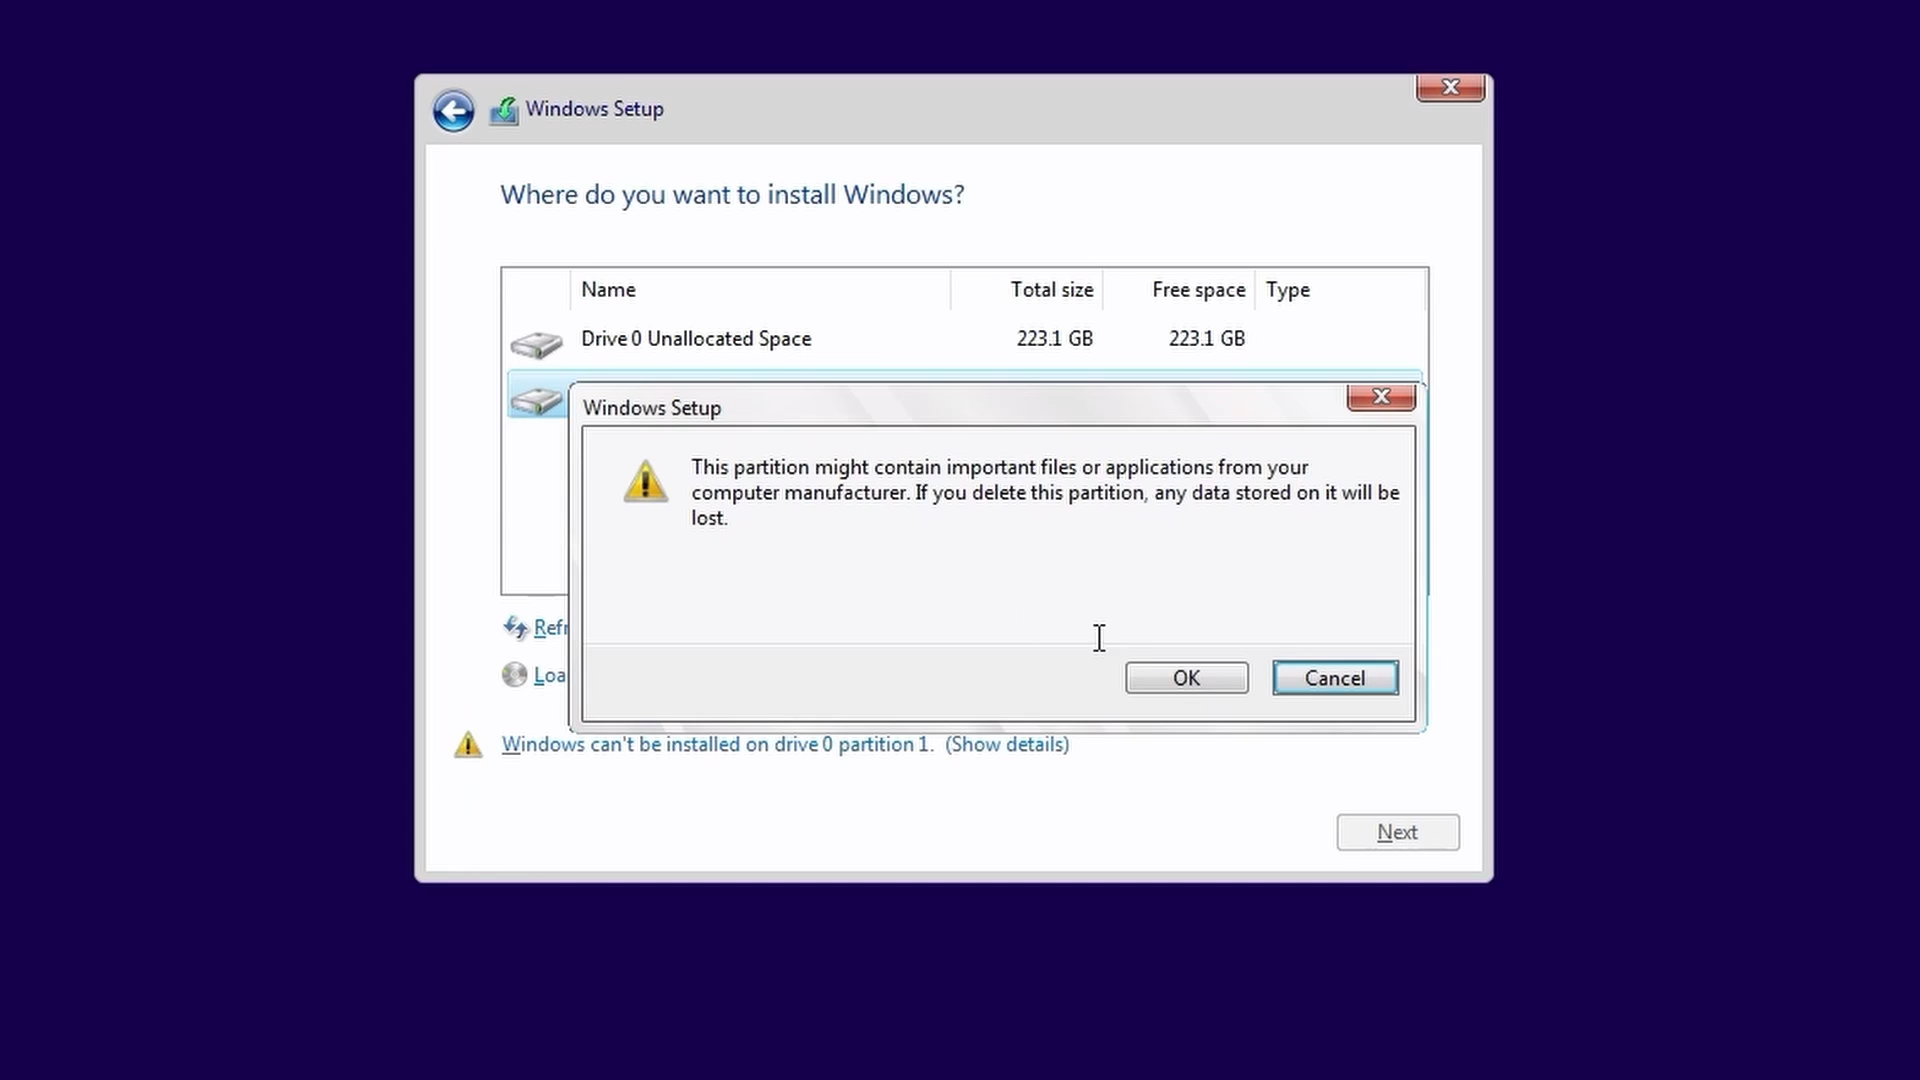 Windows Setup
Where do you want to install Windows?
Name Total size Free space Type
Drive 0 Unallocated Space 223.1 GB 223.1 GB
Windows Setup
This partition might contain important files or applications from your
computer manufacturer. If you delete this partition, any data stored on it will be
lost.
OK Cancel
Refr
Loa
Windows can't be installed on drive 0 partition 1. (Show details)
Next